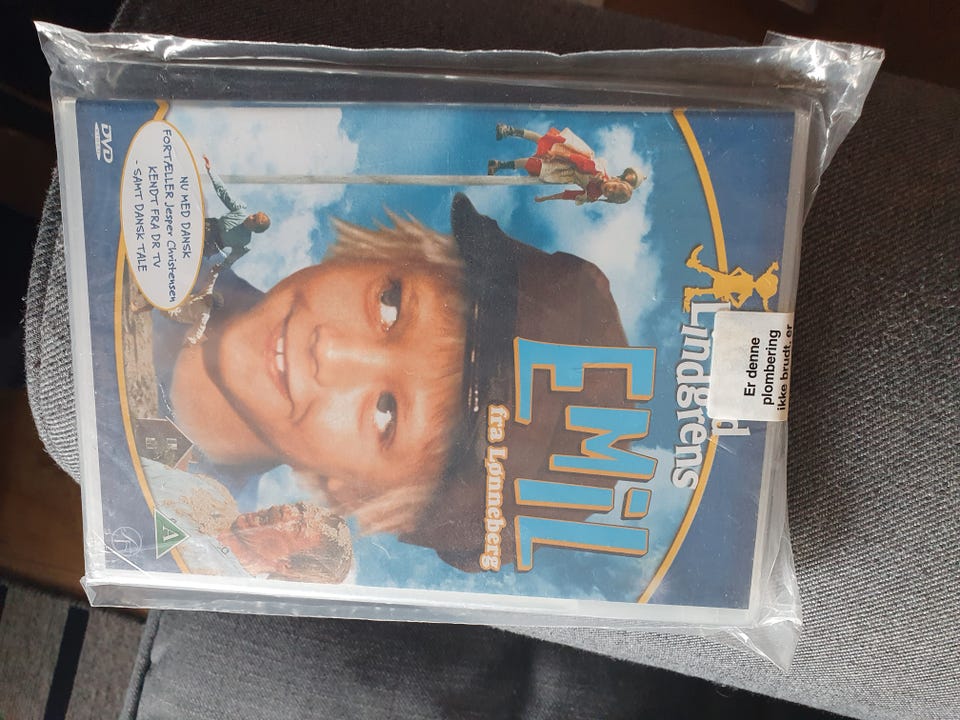 Lindgrens
EMIL
fra Lønneberg
Er denne
plombering
ikke brudt, er
DVD
NU MED DANSK
FORTÆLLER Jesper Christensen
KENDT FRA DR TV
- SAMT DANSK TALE
A